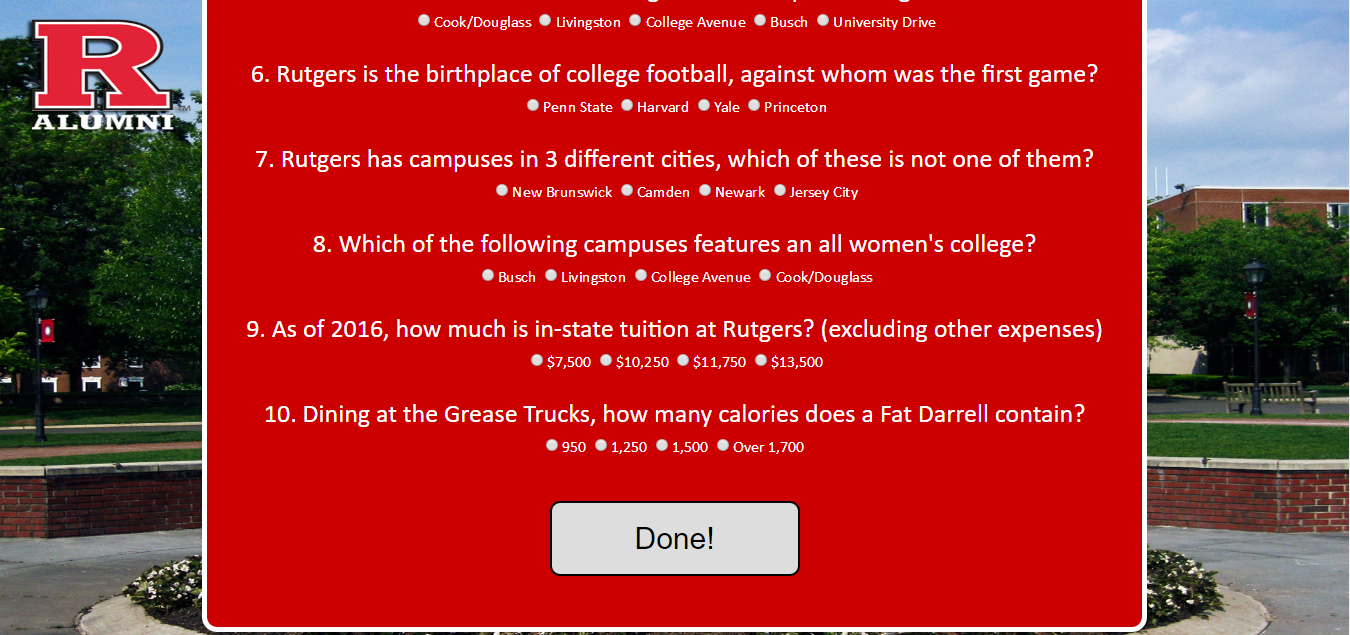 Cook/Douglass Livingston College Avenue Busch University Drive
R
ALUMNI
TM
6. Rutgers is the birthplace of college football, against whom was the first game?
Penn State Harvard Yale Princeton
7. Rutgers has campuses in 3 different cities, which of these is not one of them?
New Brunswick Camden Newark Jersey City
8. Which of the following campuses features an all women's college?
Busch Livingston College Avenue Cook/Douglass
9. As of 2016, how much is in-state tuition at Rutgers? (excluding other expenses)
$7,500 $10,250 $11,750 $13,500
10. Dining at the Grease Trucks, how many calories does a Fat Darrell contain?
950 1,250 1,500 Over 1,700
Done!